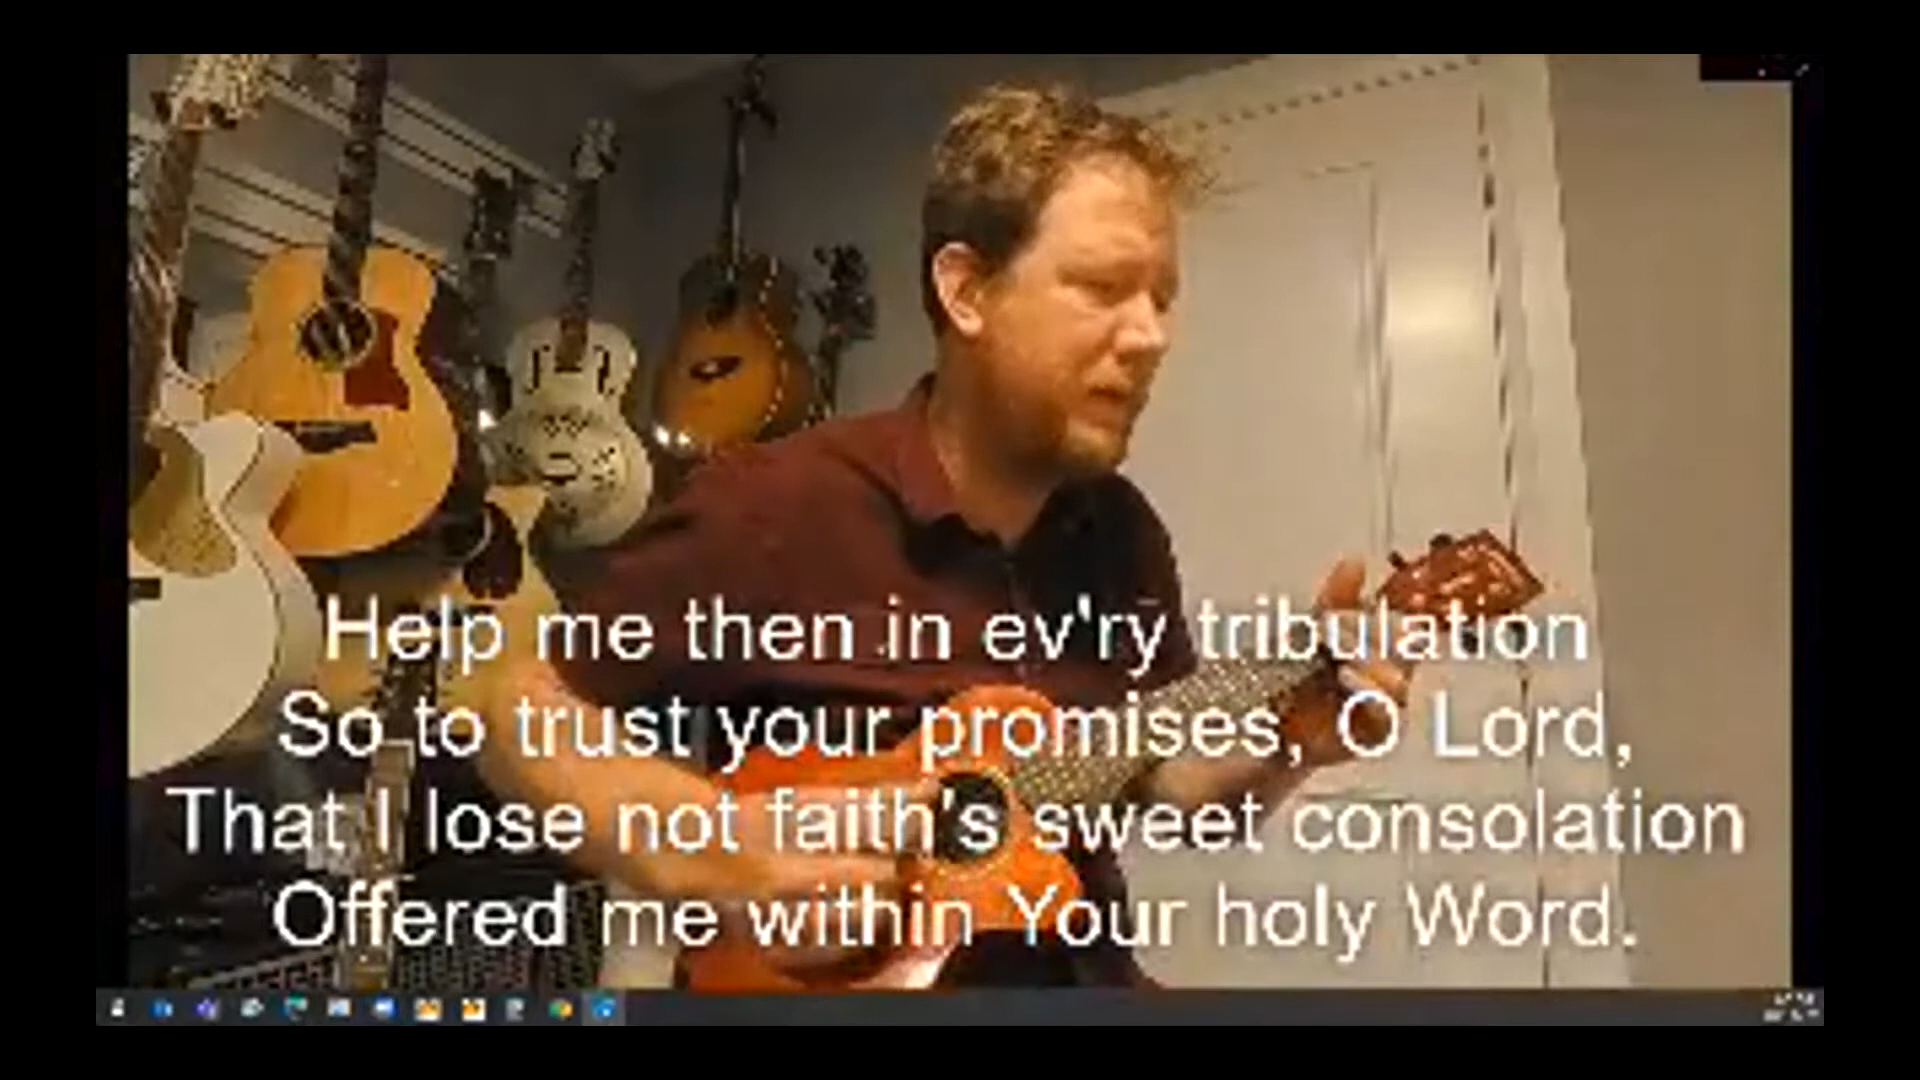 Help me then in ev'ry tribulation
So to trust your promises, O Lord,
That I lose not faith's sweet consolation
Offered me within Your holy Word.